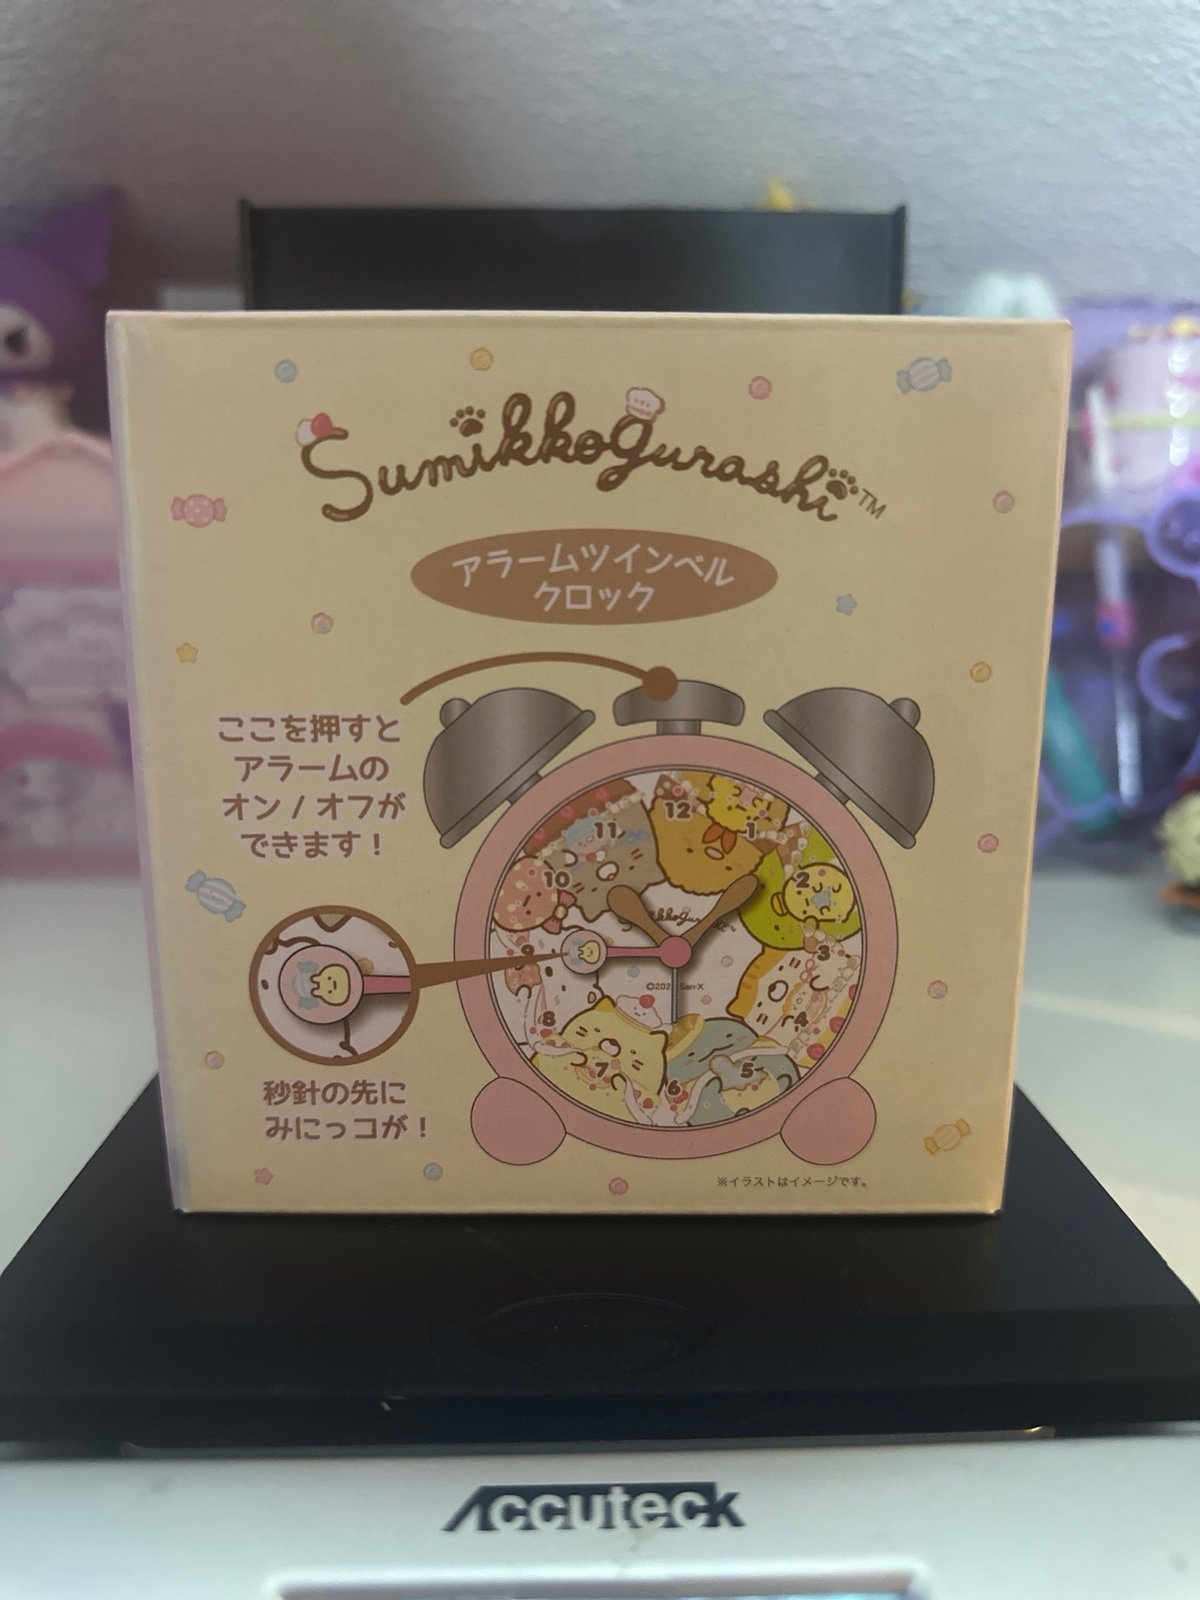 Sumikkogurashi™
アラームツインベル
クロック
ここを押すと
アラームの
オン / オフが
できます！
11
12
1
10
2
9
3
8
4
7
6
5
San-X
秒針の先に
みにっコが！
※イラストはイメージです。
Accuteck